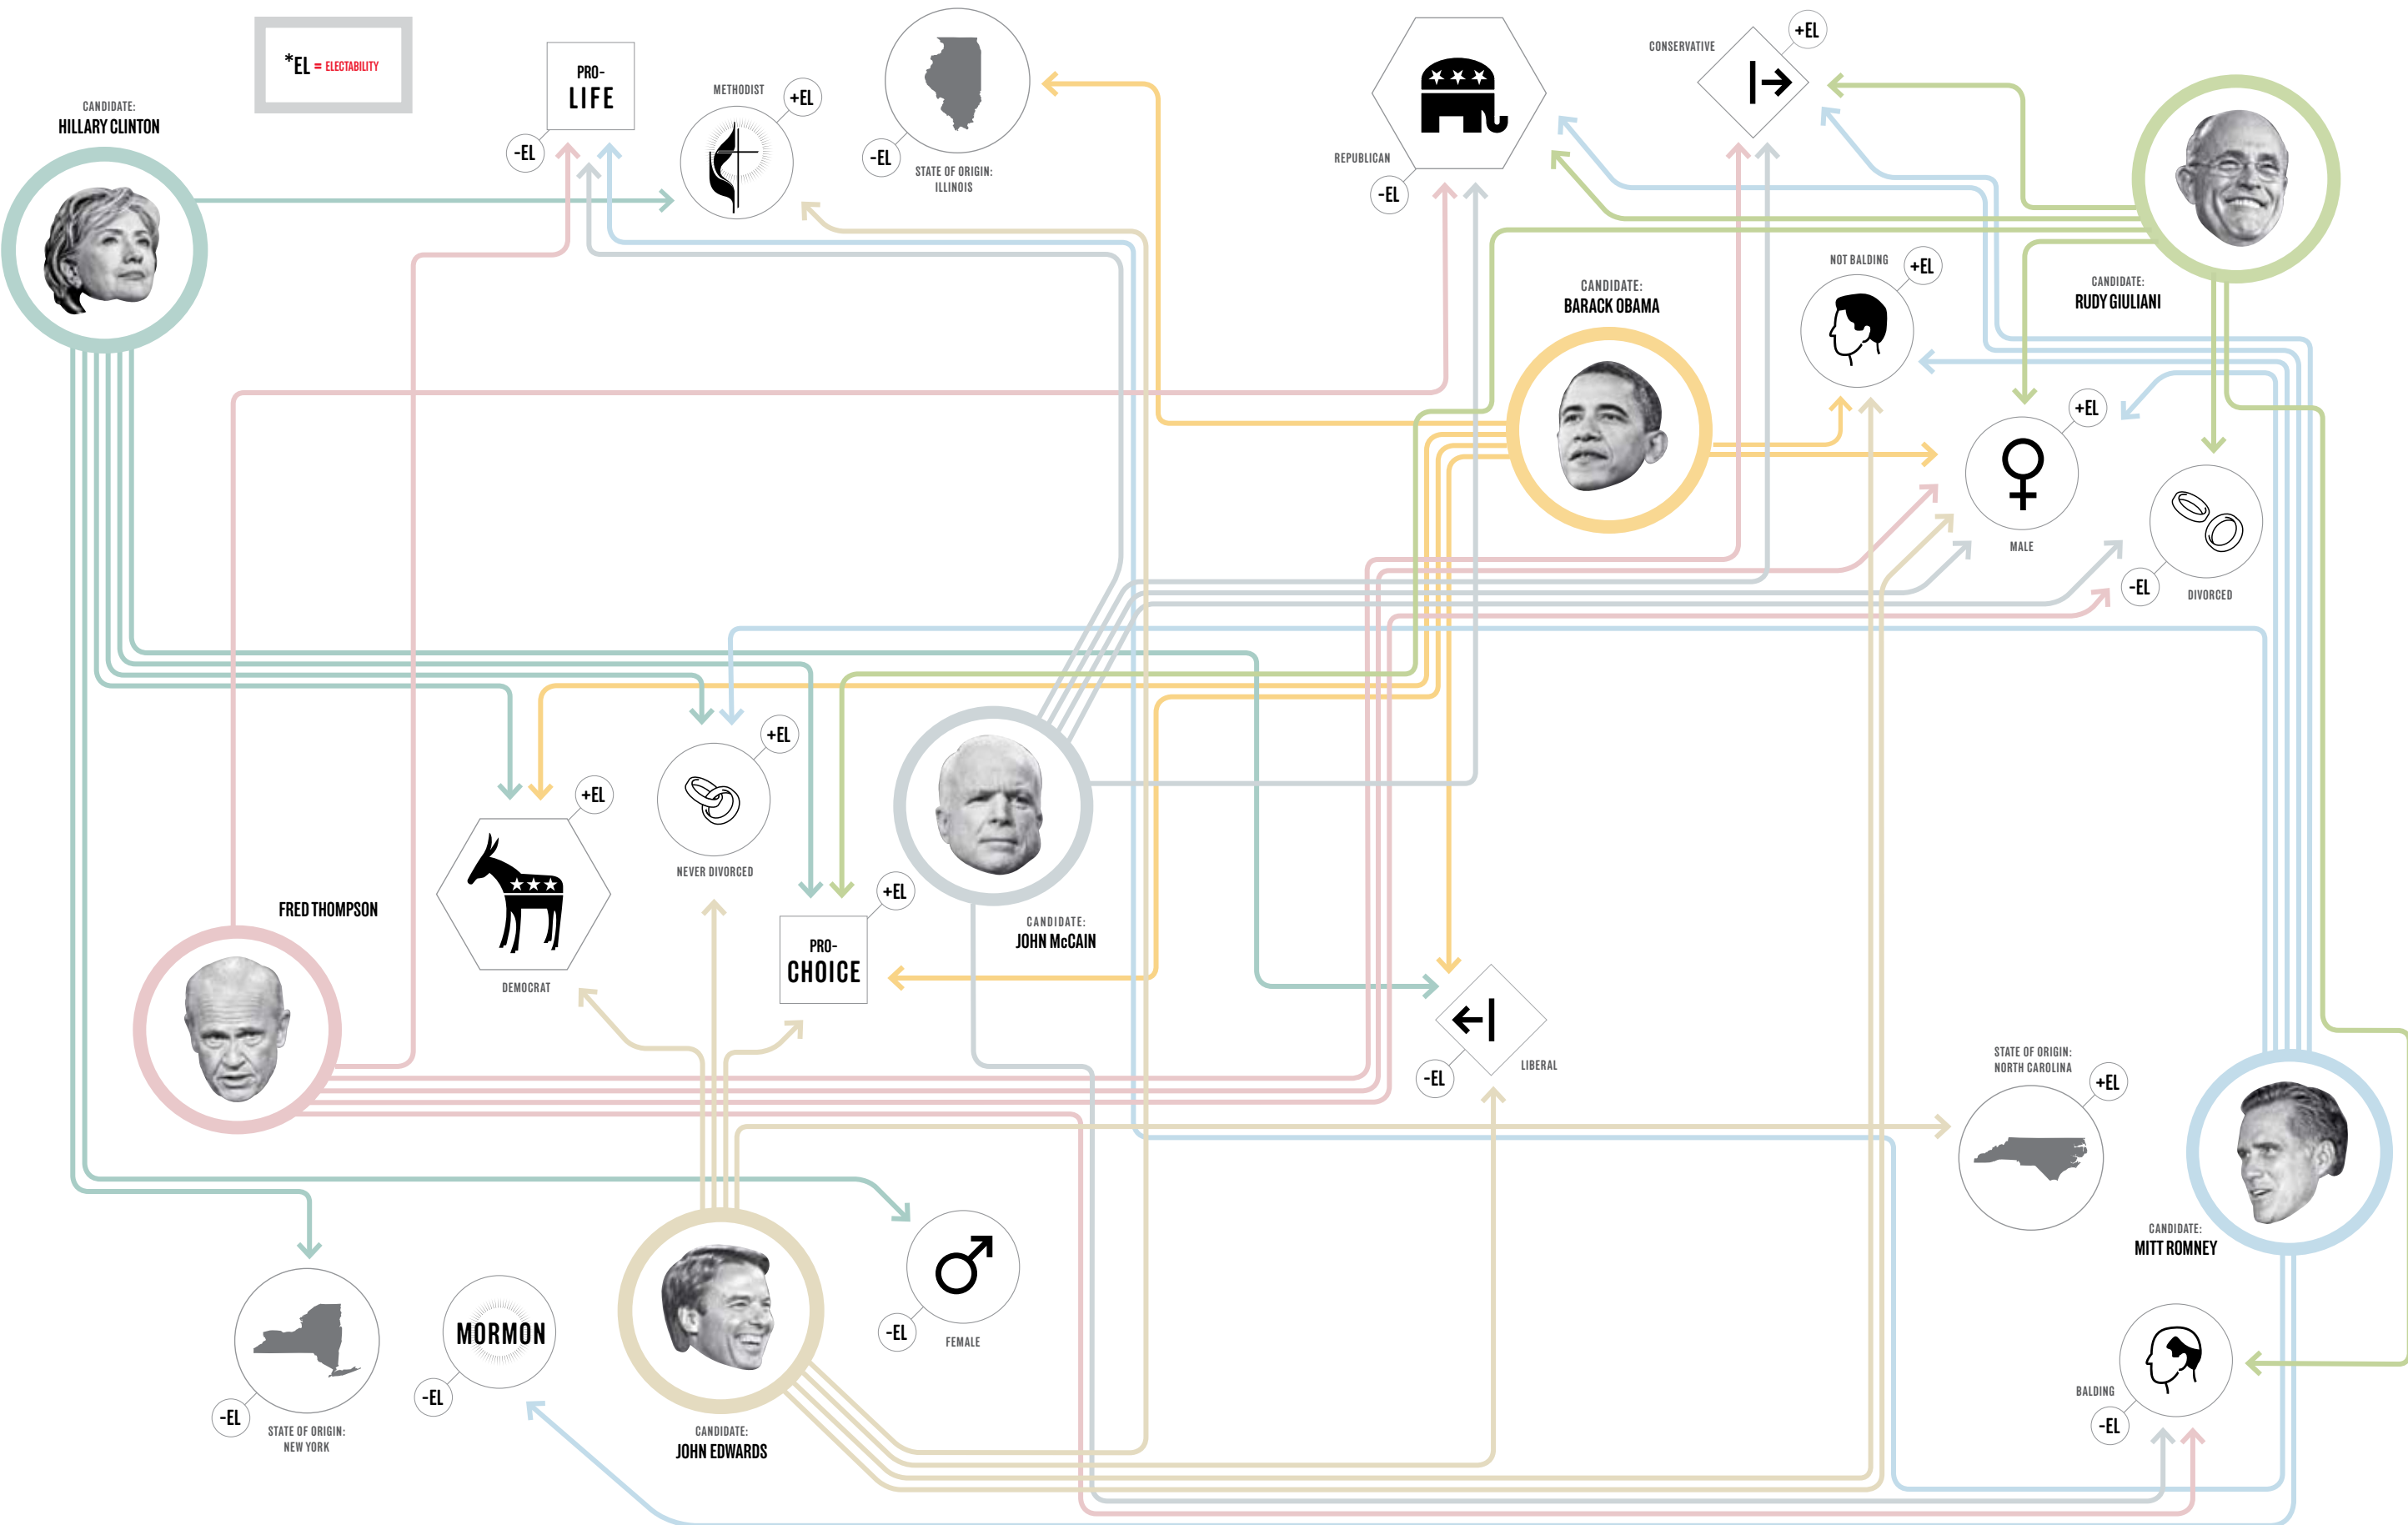 *EL = ELECTABILITY
CANDIDATE:
HILLARY CLINTON
PRO-
LIFE
-EL
METHODIST
+EL
-EL
STATE OF ORIGIN:
ILLINOIS
REPUBLICAN
-EL
CONSERVATIVE
+EL
CANDIDATE:
RUDY GIULIANI
CANDIDATE:
BARACK OBAMA
NOT BALDING
+EL
+EL
MALE
-EL
DIVORCED
+EL
NEVER DIVORCED
+EL
DEMOCRAT
+EL
PRO-
CHOICE
CANDIDATE:
JOHN McCAIN
FRED THOMPSON
-EL
LIBERAL
STATE OF ORIGIN:
NORTH CAROLINA
+EL
CANDIDATE:
MITT ROMNEY
-EL
STATE OF ORIGIN:
NEW YORK
MORMON
-EL
CANDIDATE:
JOHN EDWARDS
-EL
FEMALE
BALDING
-EL